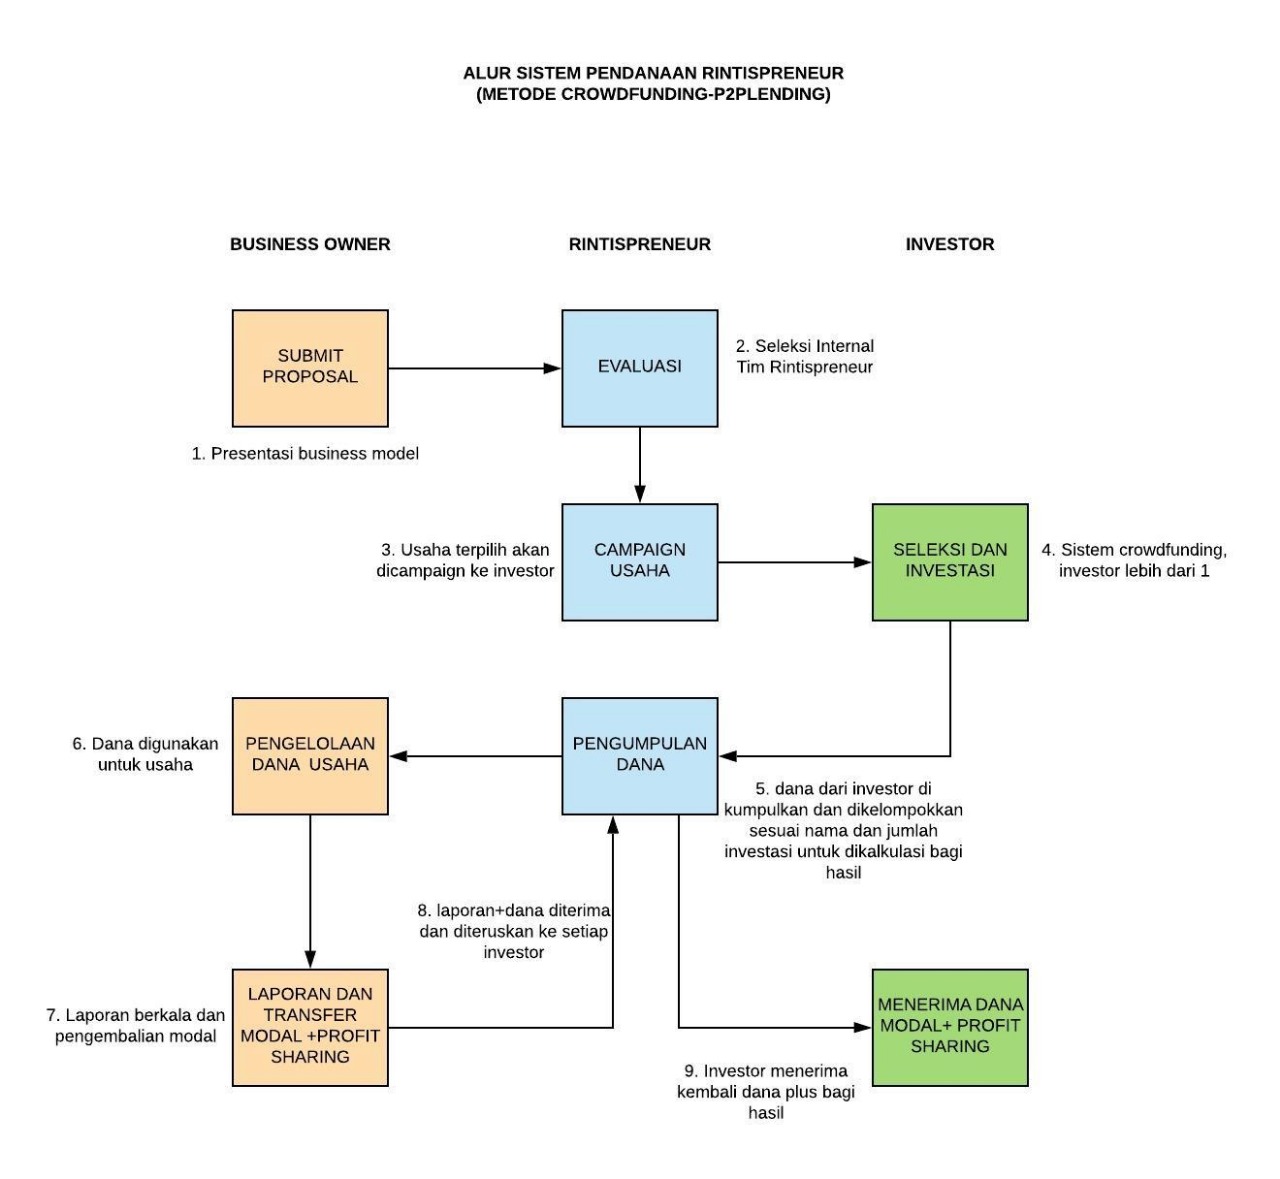 ALUR SISTEM PENDANAAN RINTISPRENEUR
(METODE CROWDFUNDING-P2PLENDING)
BUSINESS OWNER
RINTISPRENEUR
INVESTOR
SUBMIT
PROPOSAL
EVALUASI
2. Seleksi Internal
Tim Rintispreneur
1. Presentasi business model
3. Usaha terpilih akan
dicampaign ke investor
CAMPAIGN
USAHA
SELEKSI DAN
INVESTASI
4. Sistem crowdfunding,
investor lebih dari 1
6. Dana digunakan
untuk usaha
PENGELOLAAN
DANA USAHA
PENGUMPULAN
DANA
5. dana dari investor di
kumpulkan dan dikelompokkan
sesuai nama dan jumlah
investasi untuk dikalkulasi bagi
hasil
8. laporan+dana diterima
dan diteruskan ke setiap
investor
7. Laporan berkala dan
pengembalian modal
LAPORAN DAN
TRANSFER
MODAL +PROFIT
SHARING
MENERIMA DANA
MODAL+ PROFIT
SHARING
9. Investor menerima
kembali dana plus bagi
hasil